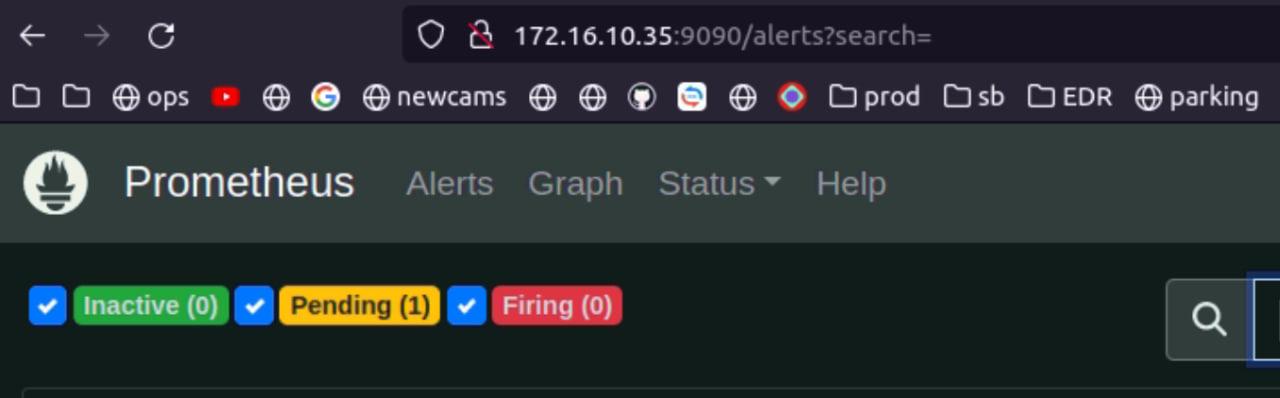 172.16.10.35:9090/alerts?search=
ops newcams prod sb EDR parking
Prometheus Alerts Graph Status Help
Inactive (0) Pending (1) Firing (0)